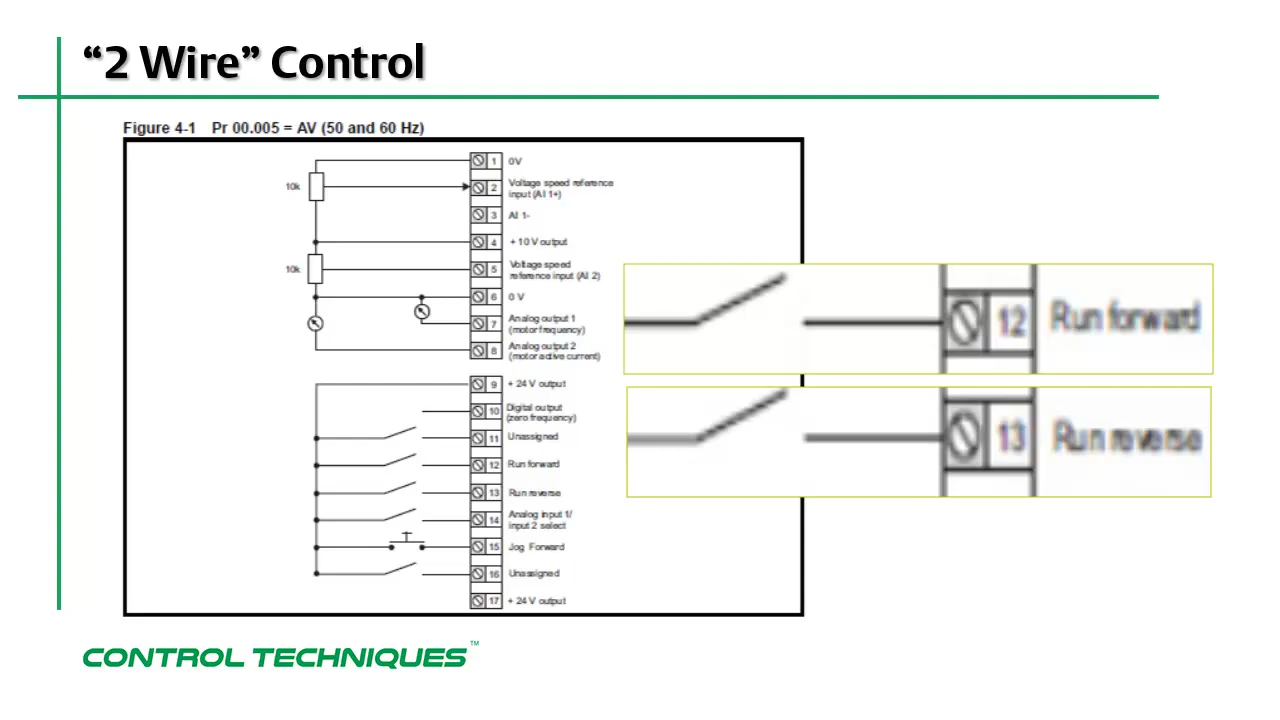 “2 Wire” Control
Figure 4-1 Pr 00.005 = AV (50 and 60 Hz)
1 0V
10k
2 Voltage speed reference
input (AI 1+)
3 AI 1-
4 + 10 V output
10k
5 Voltage speed
reference input (AI 2)
6 0 V
7 Analog output 1
(motor frequency)
8 Analog output 2
(motor active current)
9 + 24 V output
10 Digital output
(zero frequency)
11 Unassigned
12 Run forward
13 Run reverse
14 Analog input 1/
input 2 select
15 Jog Forward
16 Unassigned
17 + 24 V output
12 Run forward
13 Run reverse
CONTROL TECHNIQUES™